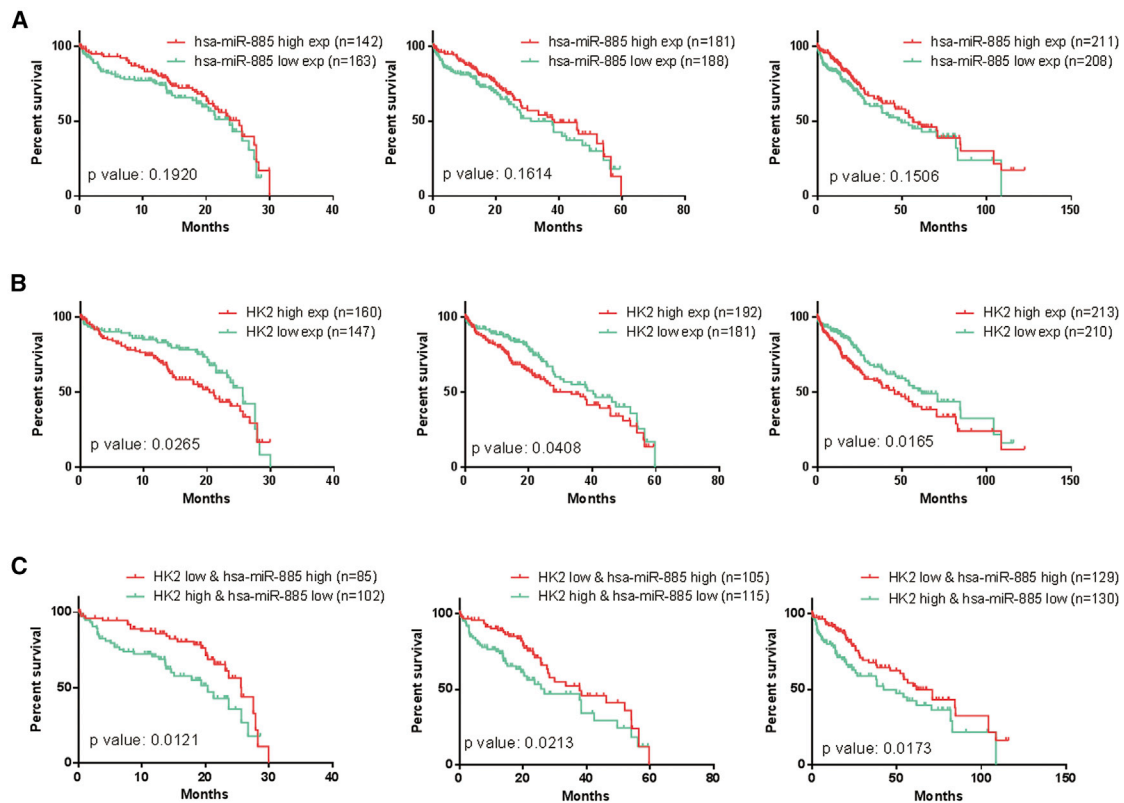 A
hsa-miR-885 high exp (n=142)
hsa-miR-885 low exp (n=163)
Percent survival
100
50
0
p value: 0.1920
0 10 20 30 40
Months
hsa-miR-885 high exp (n=181)
hsa-miR-885 low exp (n=188)
Percent survival
100
50
0
p value: 0.1614
0 20 40 60 80
Months
hsa-miR-885 high exp (n=211)
hsa-miR-885 low exp (n=208)
Percent survival
100
50
0
p value: 0.1506
0 50 100 150
Months
B
HK2 high exp (n=160)
HK2 low exp (n=147)
Percent survival
100
50
0
p value: 0.0265
0 10 20 30 40
Months
HK2 high exp (n=192)
HK2 low exp (n=181)
Percent survival
100
50
0
p value: 0.0408
0 20 40 60 80
Months
HK2 high exp (n=213)
HK2 low exp (n=210)
Percent survival
100
50
0
p value: 0.0165
0 50 100 150
Months
C
HK2 low & hsa-miR-885 high (n=85)
HK2 high & hsa-miR-885 low (n=102)
Percent survival
100
50
0
p value: 0.0121
0 10 20 30 40
Months
HK2 low & hsa-miR-885 high (n=105)
HK2 high & hsa-miR-885 low (n=115)
Percent survival
100
50
0
p value: 0.0213
0 20 40 60 80
Months
HK2 low & hsa-miR-885 high (n=129)
HK2 high & hsa-miR-885 low (n=130)
Percent survival
100
50
0
p value: 0.0173
0 50 100 150
Months